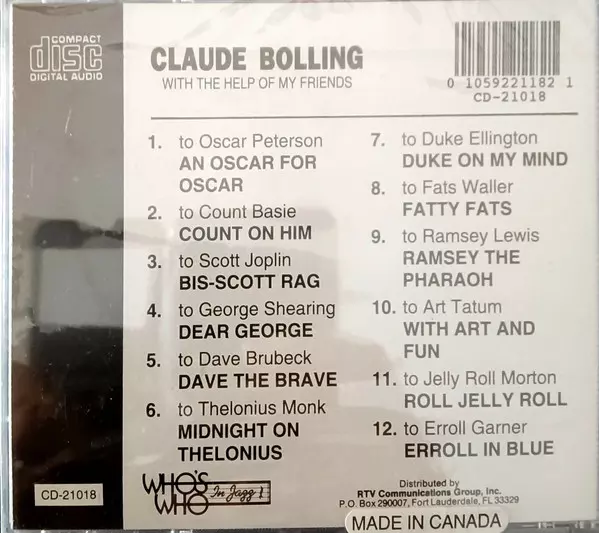 COMPACT
disc
DIGITAL AUDIO
CLAUDE BOLLING
WITH THE HELP OF MY FRIENDS
0 1059221182 1
CD-21018
1. to Oscar Peterson
AN OSCAR FOR
OSCAR
2. to Count Basie
COUNT ON HIM
3. to Scott Joplin
BIS-SCOTT RAG
4. to George Shearing
DEAR GEORGE
5. to Dave Brubeck
DAVE THE BRAVE
6. to Thelonius Monk
MIDNIGHT ON
THELONIUS
7. to Duke Ellington
DUKE ON MY MIND
8. to Fats Waller
FATTY FATS
9. to Ramsey Lewis
RAMSEY THE
PHARAOH
10. to Art Tatum
WITH ART AND
FUN
11. to Jelly Roll Morton
ROLL JELLY ROLL
12. to Erroll Garner
ERROLL IN BLUE
CD-21018
WHO'S
WHO
In Jazz!
Distributed by
RTV Communications Group, Inc.
P.O. Box 290007, Fort Lauderdale, FL 33329
MADE IN CANADA